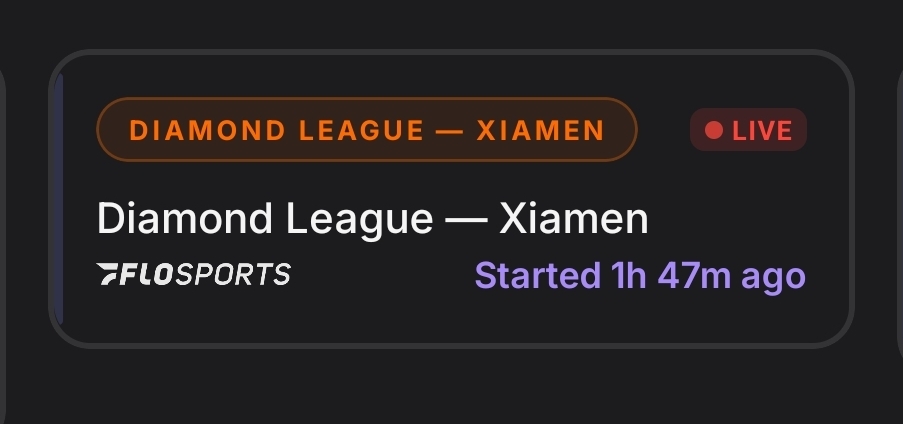 DIAMOND LEAGUE — XIAMEN
LIVE
Diamond League — Xiamen
FLOSPORTS
Started 1h 47m ago